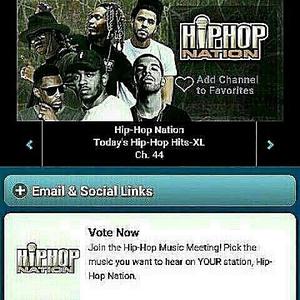 HIPHOP
NATION
Add Channel
to Favorites
Hip-Hop Nation
Today's Hip-Hop Hits-XL
Ch. 44
Email & Social Links
Vote Now
Join the Hip-Hop Music Meeting! Pick the
music you want to hear on YOUR station, Hip-
Hop Nation.
HIPHOP
NATION